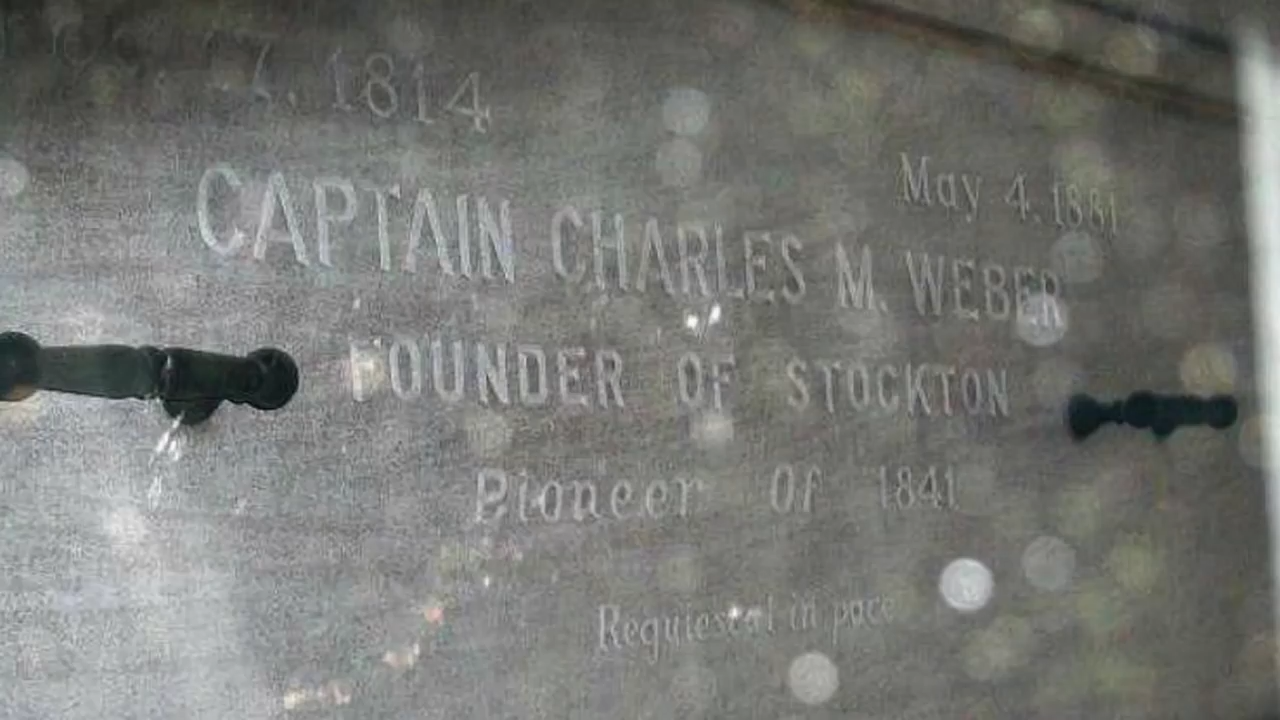 1814
May 4. 1881
CAPTAIN CHARLES M. WEBER
FOUNDER OF STOCKTON
Pioneer Of 1841
Requiescat in pace